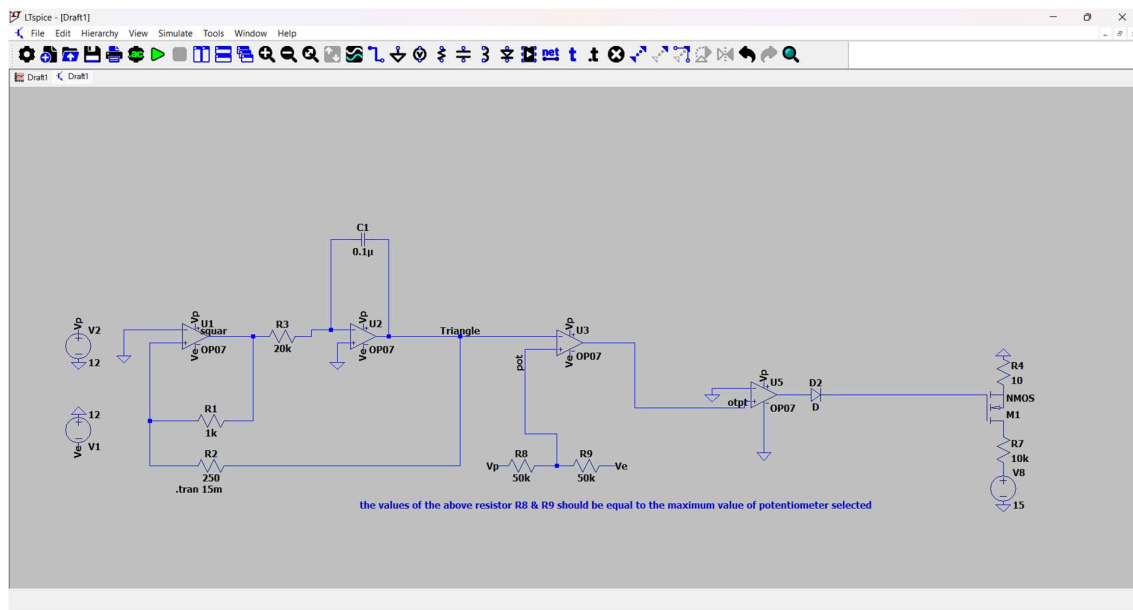 LTspice - [Draft1]
File Edit Hierarchy View Simulate Tools Window Help
net t .t
Draft1 Draft1
C1
0.1µ
Vp V2 12
12 Ve V1
Vp U1 squar Ve OP07
R3
20k
Vp U2 Ve OP07
Triangle
Vp U3 Ve OP07
pot
R1
1k
R2
250
.tran 15m
Vp R8 R9 Ve
50k 50k
Vp U5 otpt OP07
D2
D
R4
10
NMOS
M1
R7
10k
V8
15
the values of the above resistor R8 & R9 should be equal to the maximum value of potentiometer selected